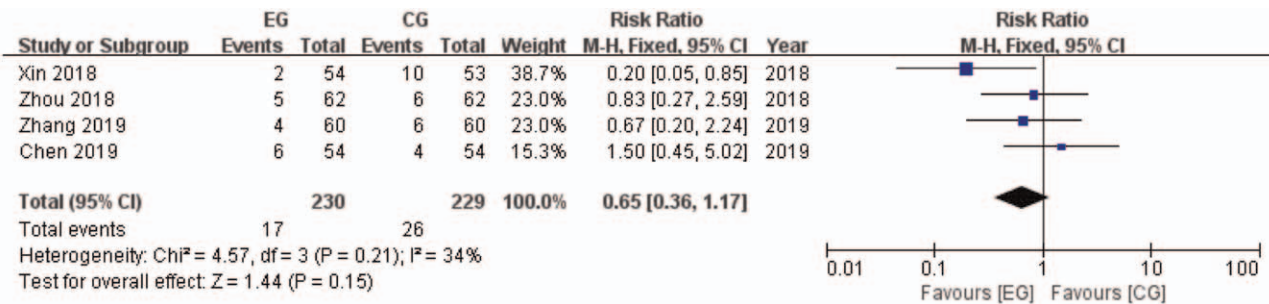 EG CG Risk Ratio Risk Ratio
Study or Subgroup Events Total Events Total Weight M-H, Fixed, 95% CI Year M-H, Fixed, 95% CI
Xin 2018 2 54 10 53 38.7% 0.20 [0.05, 0.85] 2018
Zhou 2018 5 62 6 62 23.0% 0.83 [0.27, 2.59] 2018
Zhang 2019 4 60 6 60 23.0% 0.67 [0.20, 2.24] 2019
Chen 2019 6 54 4 54 15.3% 1.50 [0.45, 5.02] 2019
Total (95% CI) 230 229 100.0% 0.65 [0.36, 1.17]
Total events 17 26
Heterogeneity: Chi² = 4.57, df = 3 (P = 0.21); I² = 34%
Test for overall effect: Z = 1.44 (P = 0.15)
0.01 0.1 1 10 100
Favours [EG] Favours [CG]